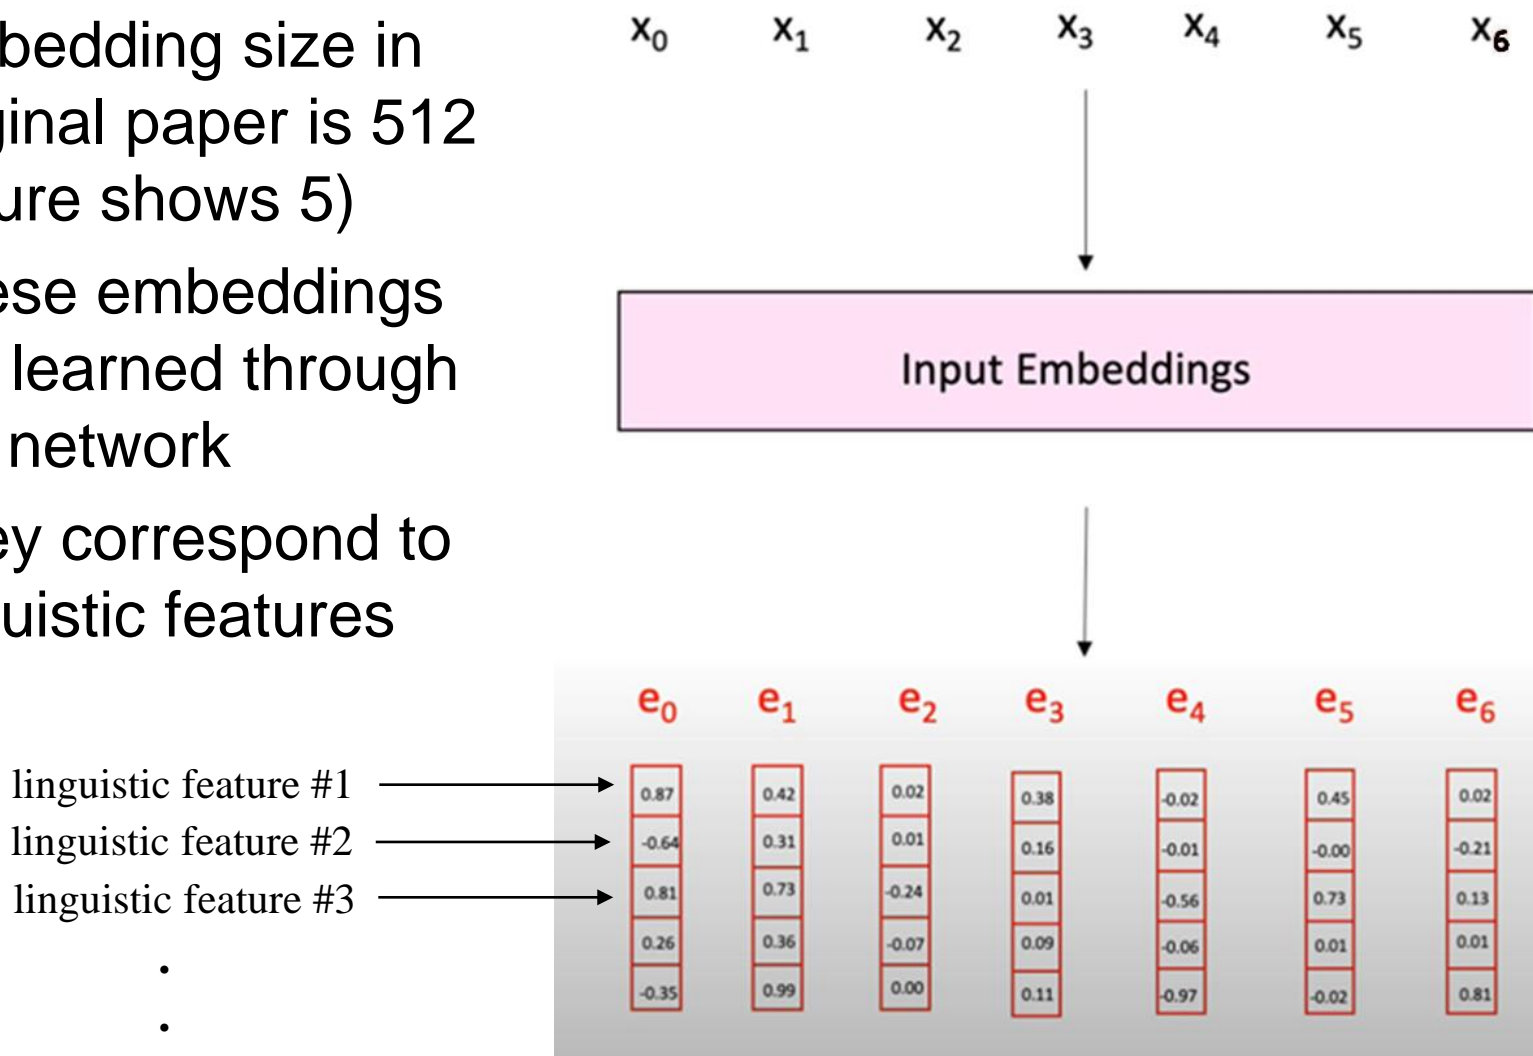 bedding size in
ginal paper is 512
ure shows 5)
ese embeddings
learned through
network
ey correspond to
uistic features
x0 x1 x2 x3 x4 x5 x6
Input Embeddings
e0 e1 e2 e3 e4 e5 e6
linguistic feature #1 0.87 0.42 0.02 0.38 -0.02 0.45 0.02
linguistic feature #2 -0.64 0.31 0.01 0.16 -0.01 -0.00 -0.21
linguistic feature #3 0.81 0.73 -0.24 0.01 -0.56 0.73 0.13
. 0.26 0.36 -0.07 0.09 -0.06 0.01 0.01
. -0.35 0.99 0.00 0.11 -0.97 -0.02 0.81